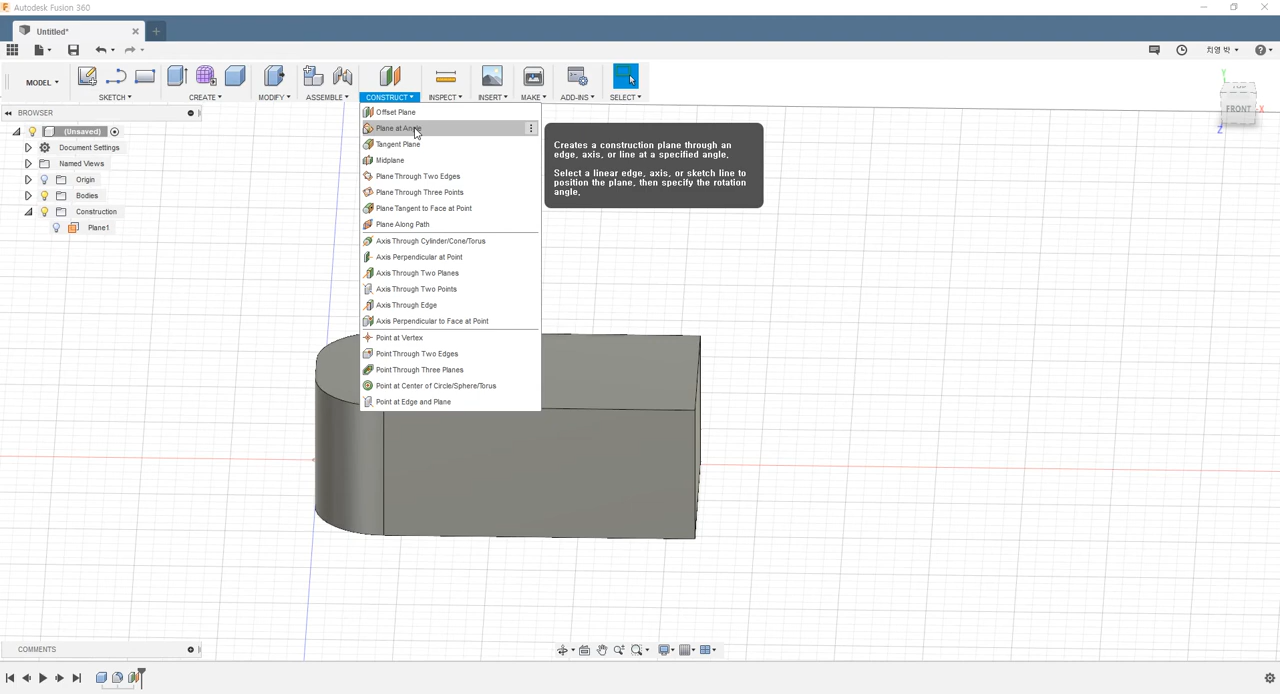 Autodesk Fusion 360
Untitled*
치영 박
MODEL
SKETCH
CREATE
MODIFY
ASSEMBLE
CONSTRUCT
INSPECT
INSERT
MAKE
ADD-INS
SELECT
BROWSER
(Unsaved)
Document Settings
Named Views
Origin
Bodies
Construction
Plane1
Offset Plane
Plane at Angle
Tangent Plane
Midplane
Plane Through Two Edges
Plane Through Three Points
Plane Tangent to Face at Point
Plane Along Path
Axis Through Cylinder/Cone/Torus
Axis Perpendicular at Point
Axis Through Two Planes
Axis Through Two Points
Axis Through Edge
Axis Perpendicular to Face at Point
Point at Vertex
Point Through Two Edges
Point Through Three Planes
Point at Center of Circle/Sphere/Torus
Point at Edge and Plane
Creates a construction plane through an
edge, axis, or line at a specified angle.
Select a linear edge, axis, or sketch line to
position the plane, then specify the rotation
angle.
Y
TOP
FRONT
X
Z
COMMENTS